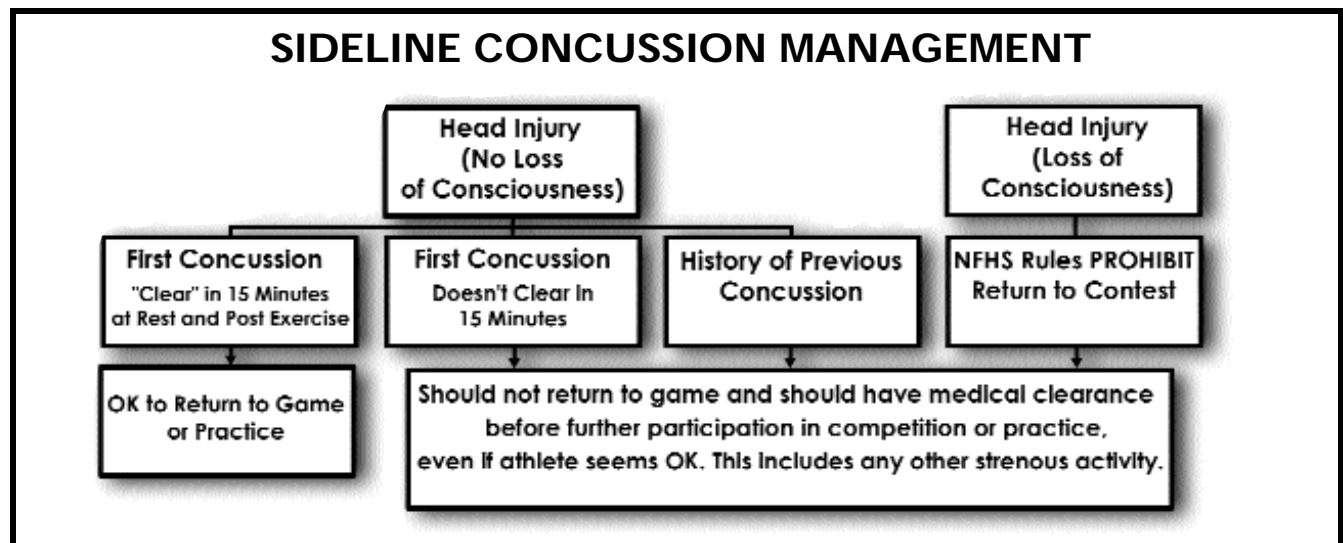 SIDELINE CONCUSSION MANAGEMENT
Head Injury
(No Loss
of Consciousness)
Head Injury
(Loss of
Consciousness)
First Concussion
"Clear" in 15 Minutes
at Rest and Post Exercise
First Concussion
Doesn't Clear in
15 Minutes
History of Previous
Concussion
NFHS Rules PROHIBIT
Return to Contest
OK to Return to Game
or Practice
Should not return to game and should have medical clearance
before further participation in competition or practice,
even if athlete seems OK. This includes any other strenous activity.